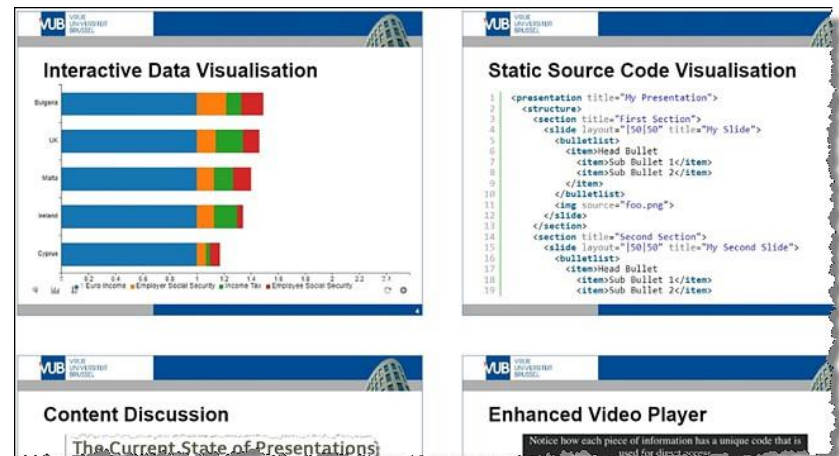 VUB VRIJE
UNIVERSITEIT
BRUSSEL
Interactive Data Visualisation
Bulgaria
UK
Malta
Ireland
Cyprus
0 0.2 0.4 0.6 0.8 1 1.2 1.4 1.6 1.8 2 2.2
1 Euro Income Employer Social Security Income Tax Employee Social Security
4
VUB VRIJE
UNIVERSITEIT
BRUSSEL
Static Source Code Visualisation
1 <presentation title="My Presentation">
2 <structure>
3 <section title="First Section">
4 <slide layout="|50|50" title="My Slide">
5 <bulletlist>
6 <item>Head Bullet
7 <item>Sub Bullet 1</item>
8 <item>Sub Bullet 2</item>
9 </item>
10 </bulletlist>
11 <img source="foo.png">
12 </slide>
13 </section>
14 <section title="Second Section">
15 <slide layout="|50|50" title="My Second Slide">
16 <bulletlist>
17 <item>Head Bullet
18 <item>Sub Bullet 1</item>
19 <item>Sub Bullet 2</item>
VUB VRIJE
UNIVERSITEIT
BRUSSEL
Content Discussion
The Current State of Presentations
VUB VRIJE
UNIVERSITEIT
BRUSSEL
Enhanced Video Player
Notice how each piece of information has a unique code that is
used for direct access